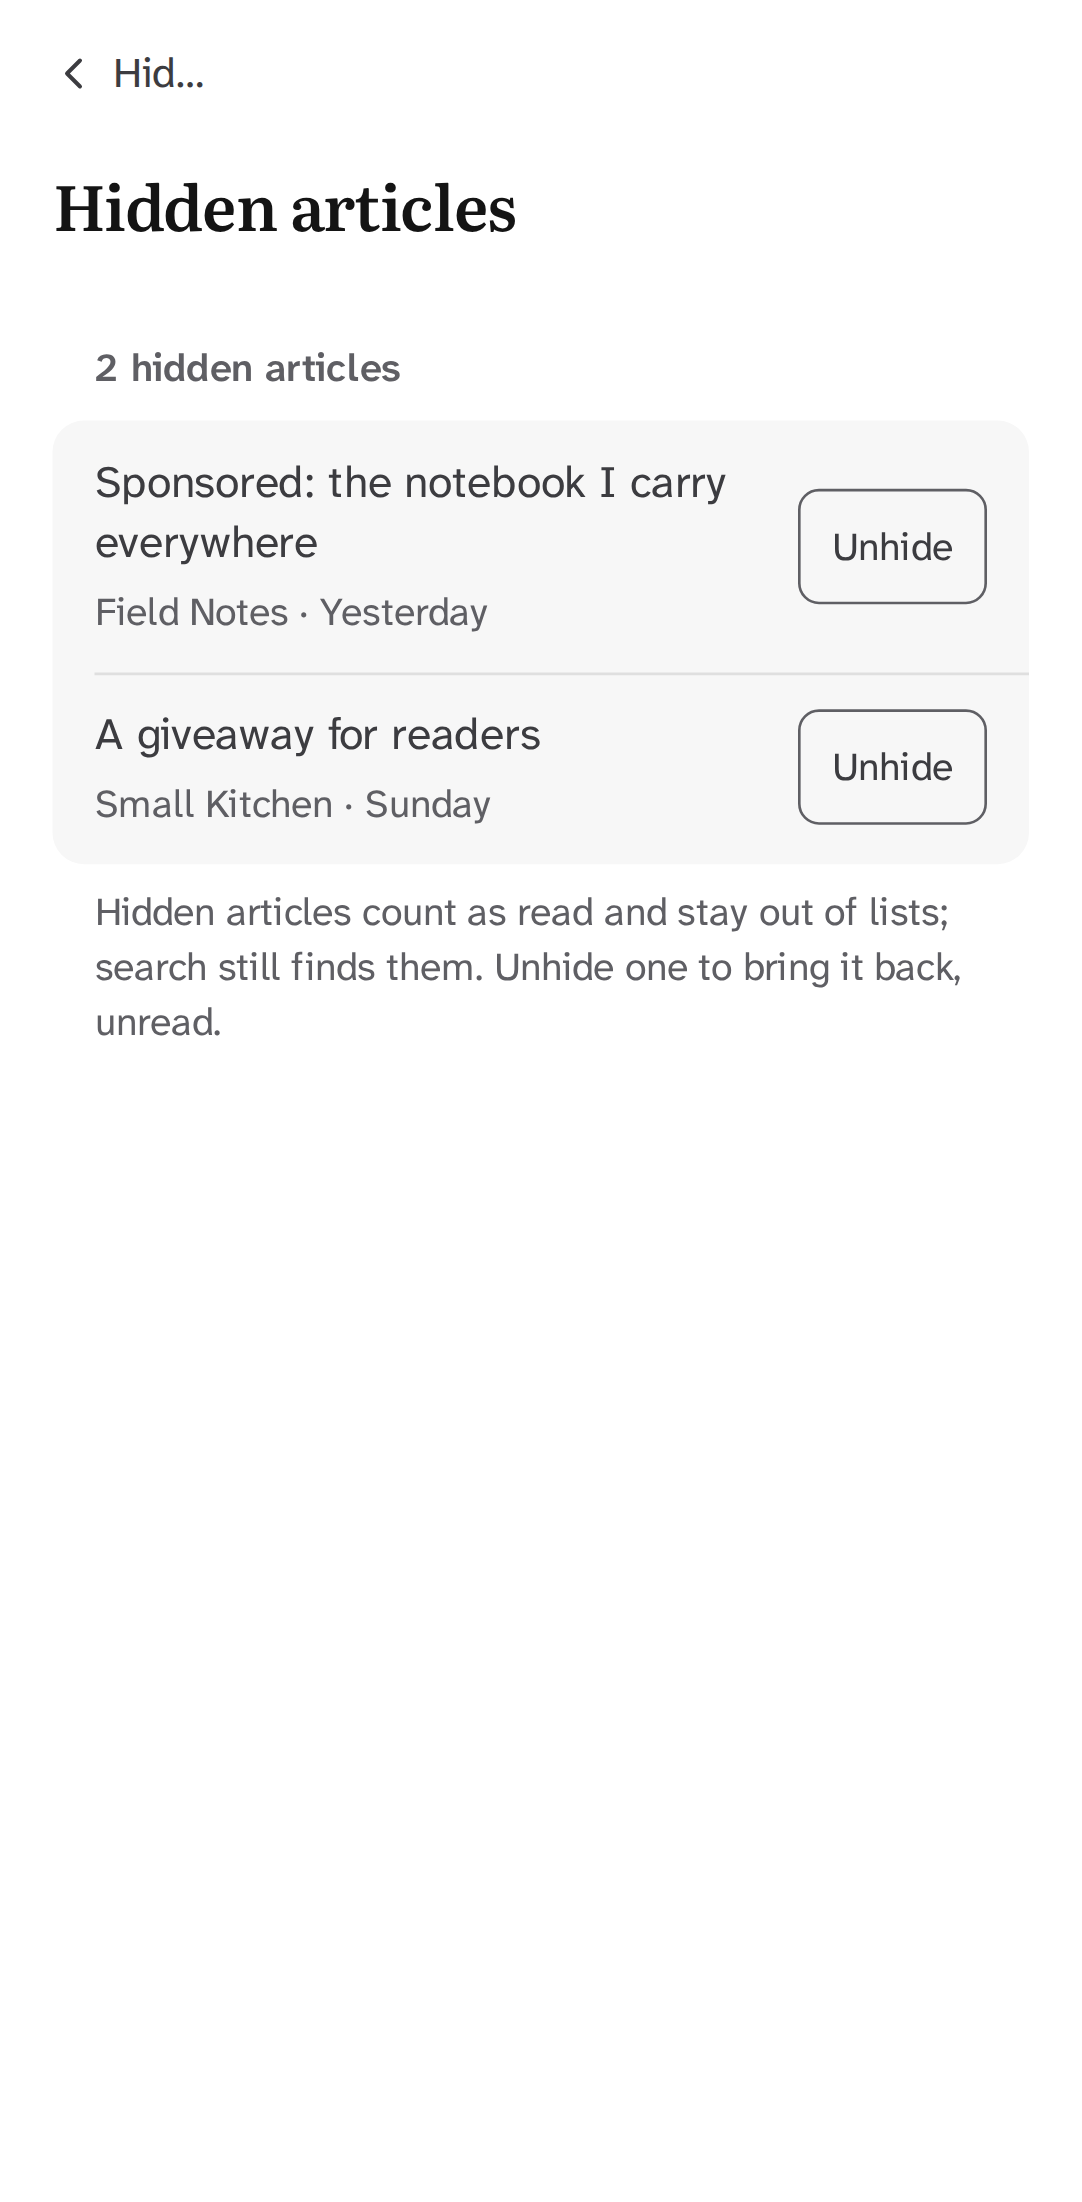 Hid...
Hidden articles
2 hidden articles
Sponsored: the notebook I carry
everywhere
Unhide
Field Notes · Yesterday
A giveaway for readers
Unhide
Small Kitchen · Sunday
Hidden articles count as read and stay out of lists;
search still finds them. Unhide one to bring it back,
unread.